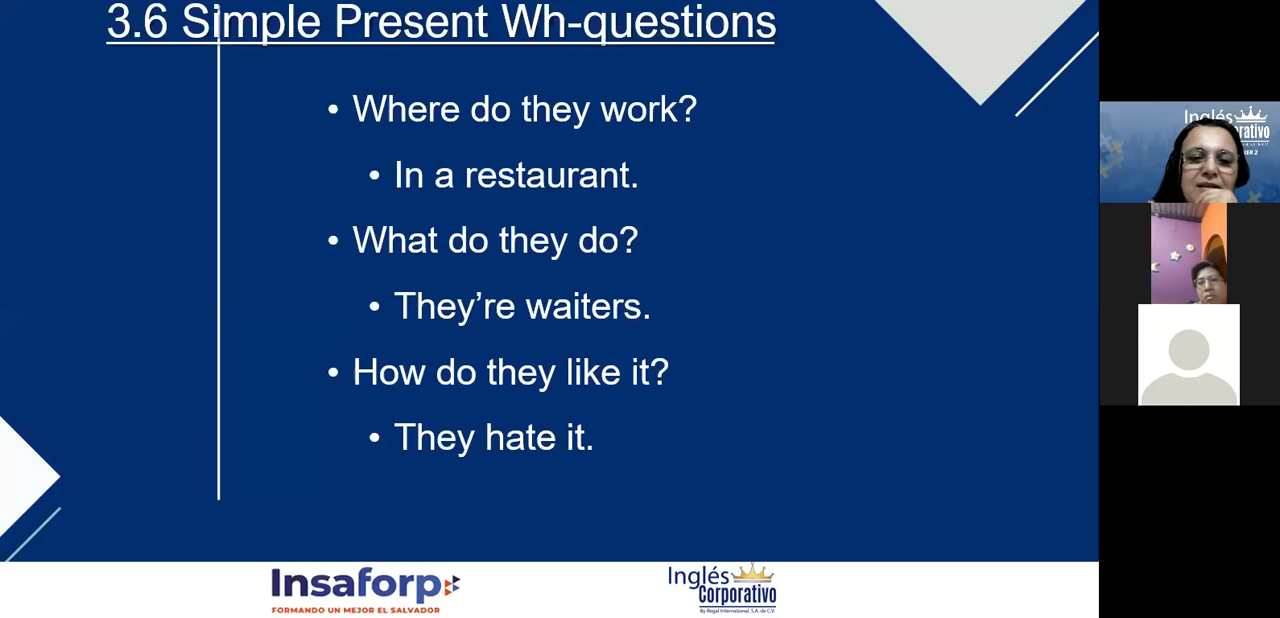 3.6 Simple Present Wh-questions
• Where do they work?
• In a restaurant.
• What do they do?
• They're waiters.
• How do they like it?
• They hate it.
Insaforp
FORMANDO UN MEJOR EL SALVADOR
Inglés
Corporativo
By Regal International, S.A. de C.V.
Inglés